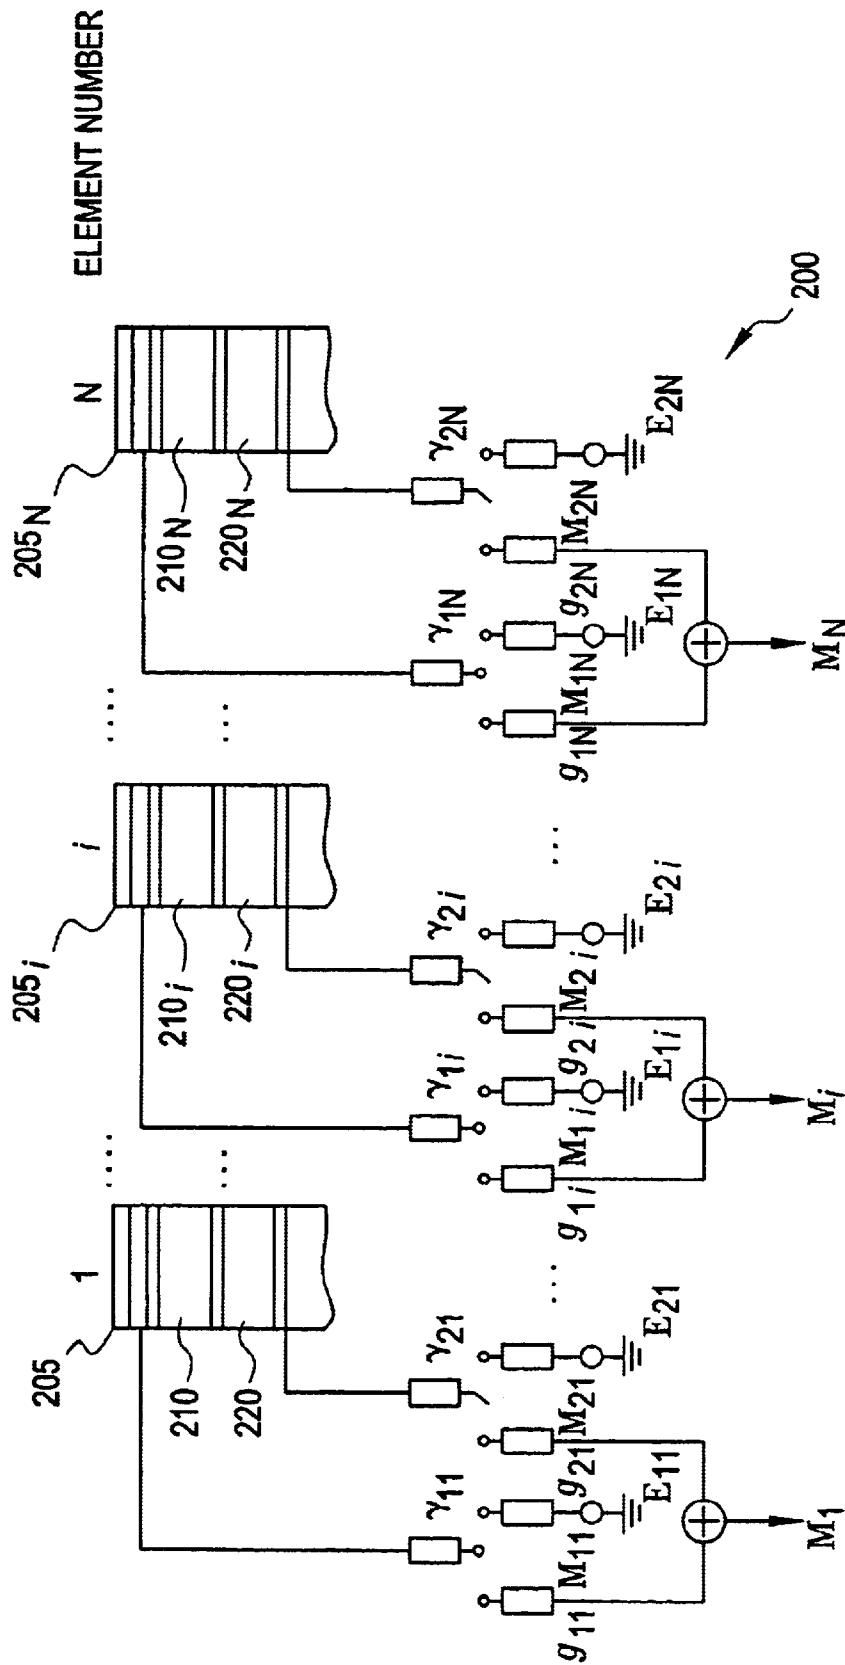 ELEMENT NUMBER
1 i N
205 205i 205N
210 210i 210N
220 220i 220N
.... ....
... ...
γ11 γ21 γ1i γ2i γ1N γ2N
... ...
g11 M11 g21 M21 g1i M1i g2i M2i g1N M1N g2N M2N
E11 E21 E1i E2i E1N E2N
200
M1 Mi MN